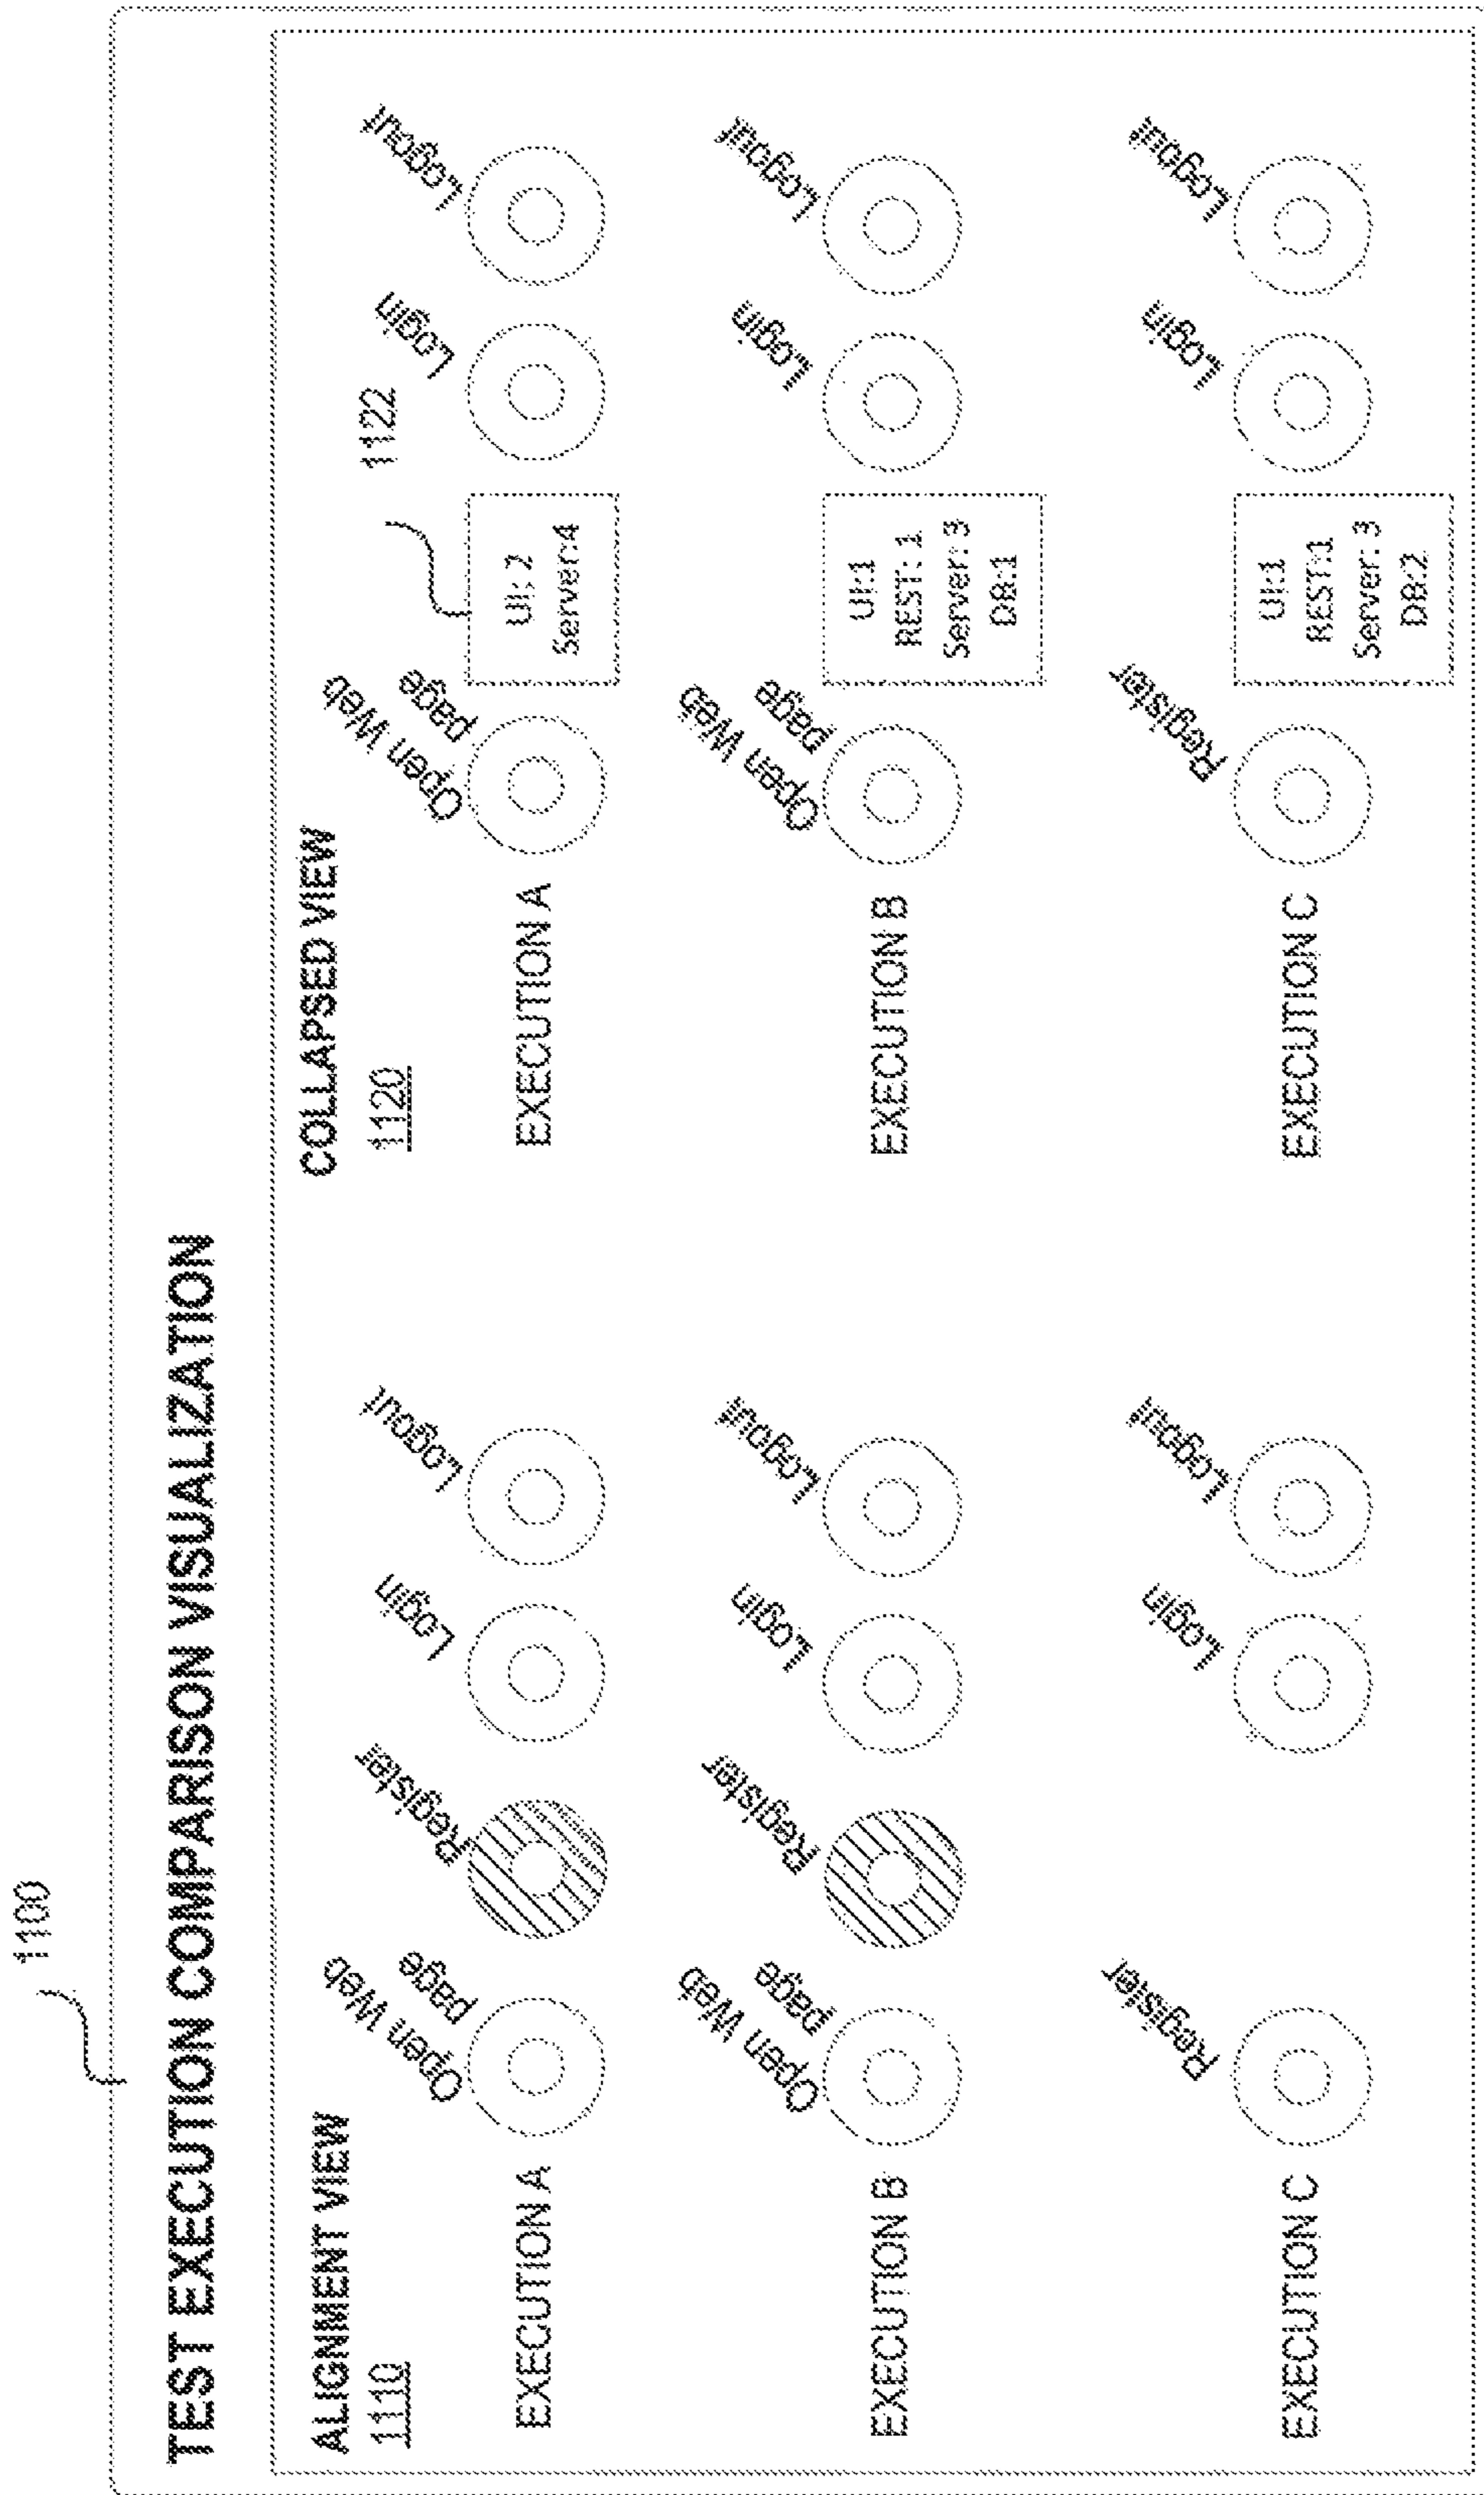 1100
TEST EXECUTION COMPARISON VISUALIZATION
ALIGNMENT VIEW
1110
EXECUTION A
Open Web
page
Register
Login
Logout
EXECUTION B
Open Web
page
Register
Login
Logout
EXECUTION C
Register
Login
Logout
COLLAPSED VIEW
1120
1122
EXECUTION A
Open Web
page
UI: 2
Server:4
Login
Logout
EXECUTION B
Open Web
page
UI:1
REST: 1
Server: 3
DB:1
Login
Logout
EXECUTION C
Register
UI:1
REST:1
Server: 3
DB:2
Login
Logout